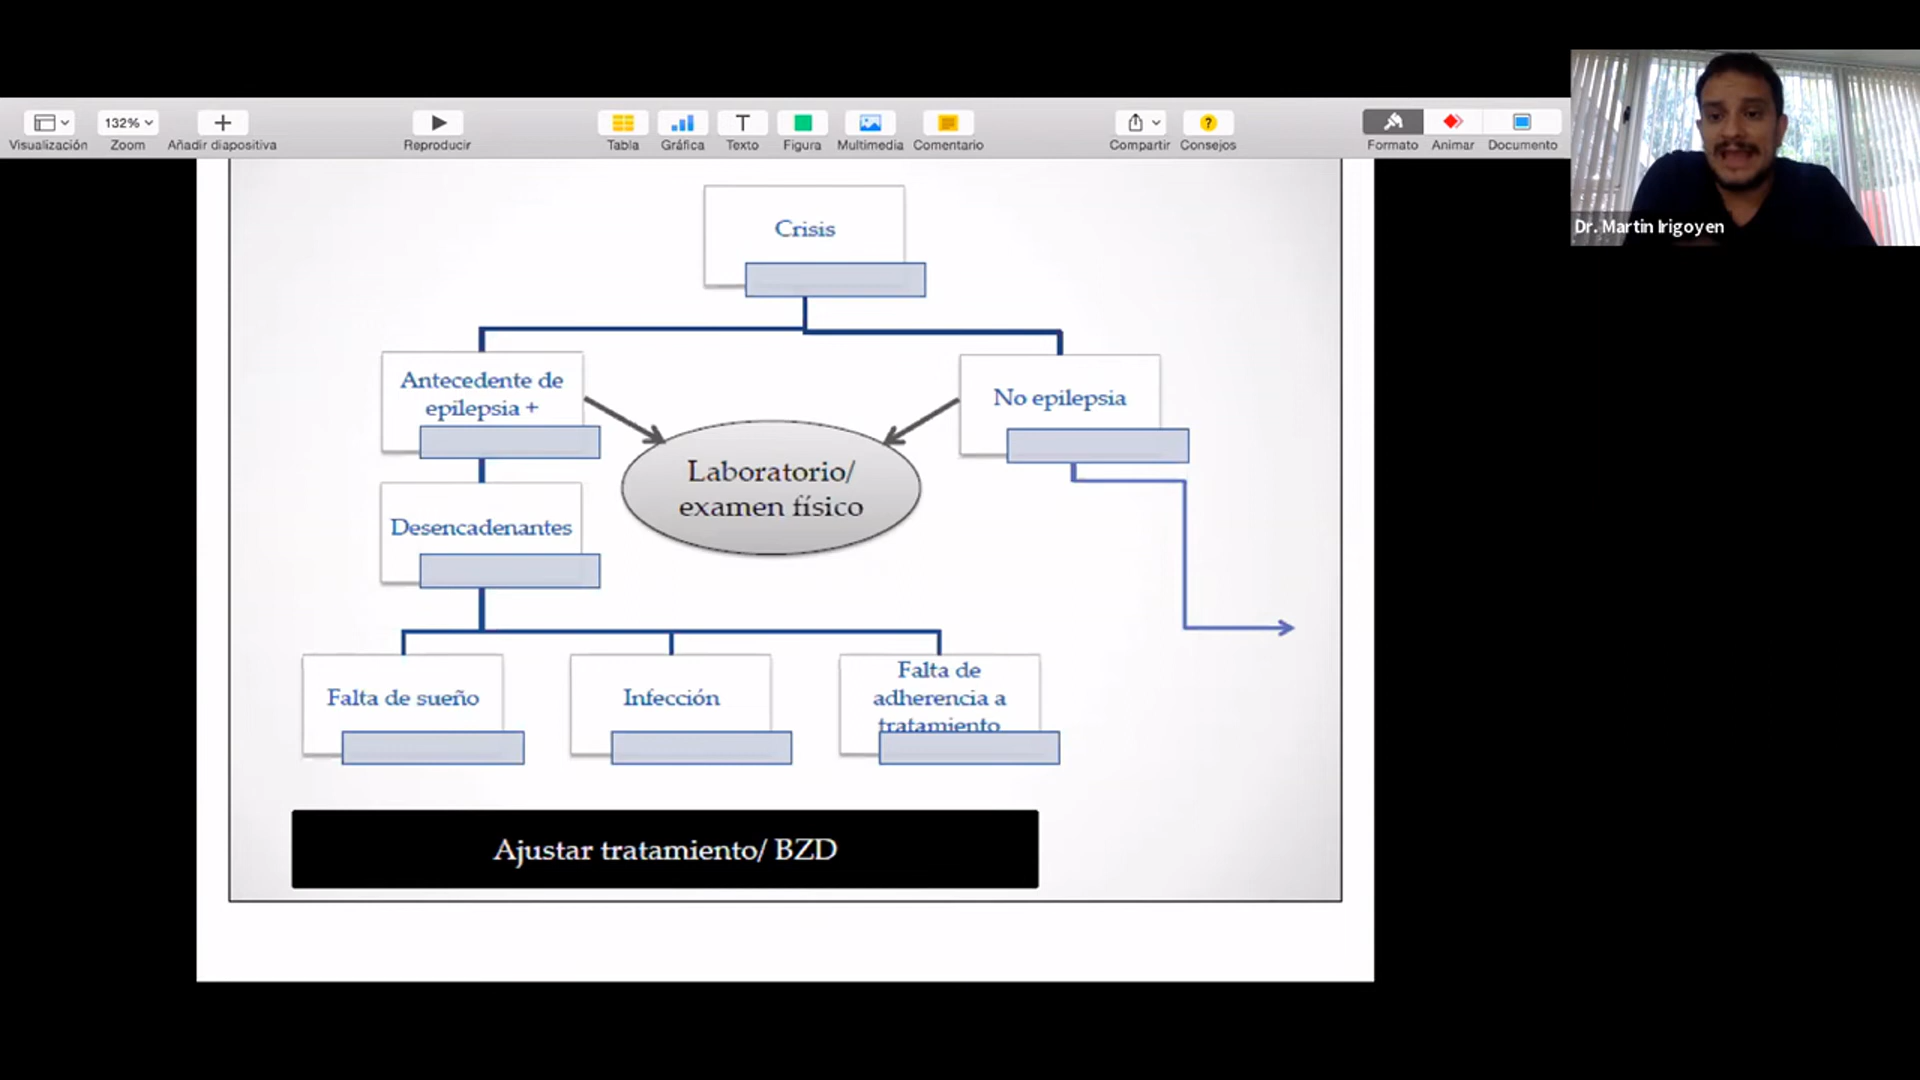 132%
Visualización
Zoom
Añadir diapositiva
Reproducir
Tabla
Gráfica
Texto
Figura
Multimedia
Comentario
Compartir
Consejos
Formato
Animar
Documento
Dr. Martin Irigoyen
Crisis
Antecedente de
epilepsia +
No epilepsia
Laboratorio/
examen físico
Desencadenantes
Falta de sueño
Infección
Falta de
adherencia a
tratamiento
Ajustar tratamiento/ BZD